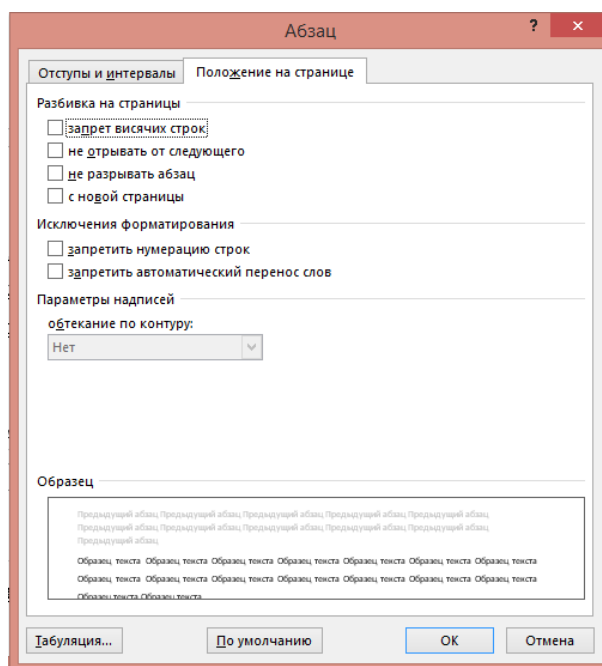 Абзац
?
×
Отступы и интервалы
Положение на странице
Разбивка на страницы
запрет висячих строк
не отрывать от следующего
не разрывать абзац
с новой страницы
Исключения форматирования
запретить нумерацию строк
запретить автоматический перенос слов
Параметры надписей
обтекание по контуру:
Нет
Образец
Предыдущий абзац Предыдущий абзац Предыдущий абзац Предыдущий абзац Предыдущий абзац
Предыдущий абзац Предыдущий абзац Предыдущий абзац Предыдущий абзац Предыдущий абзац
Предыдущий абзац
Образец текста Образец текста Образец текста Образец текста Образец текста Образец текста Образец текста
Образец текста Образец текста Образец текста Образец текста Образец текста Образец текста Образец текста
Образец текста Образец текста
Табуляция...
По умолчанию
ОК
Отмена